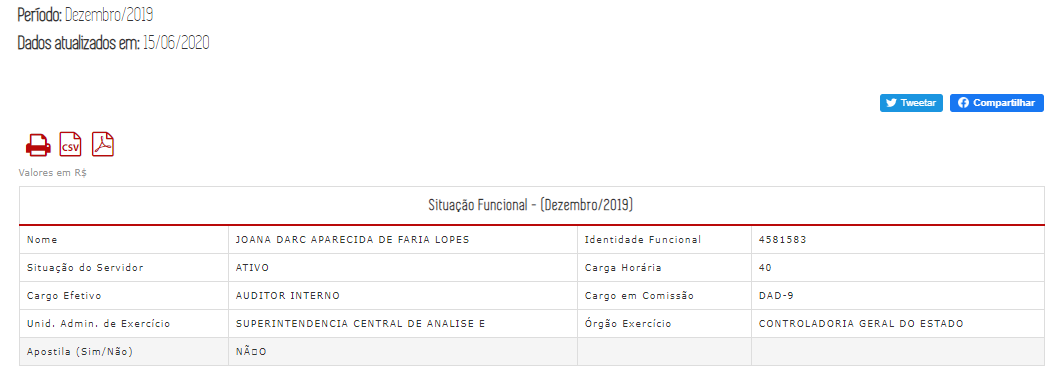 Período: Dezembro/2019
Dados atualizados em: 15/06/2020
Tweetar Compartilhar
CSV
Valores em R$
Situação Funcional - (Dezembro/2019)
Nome JOANA DARC APARECIDA DE FARIA LOPES Identidade Funcional 4581583
Situação do Servidor ATIVO Carga Horária 40
Cargo Efetivo AUDITOR INTERNO Cargo em Comissão DAD-9
Unid. Admin. de Exercício SUPERINTENDENCIA CENTRAL DE ANALISE E Órgão Exercício CONTROLADORIA GERAL DO ESTADO
Apostila (Sim/Não) NÃ□O